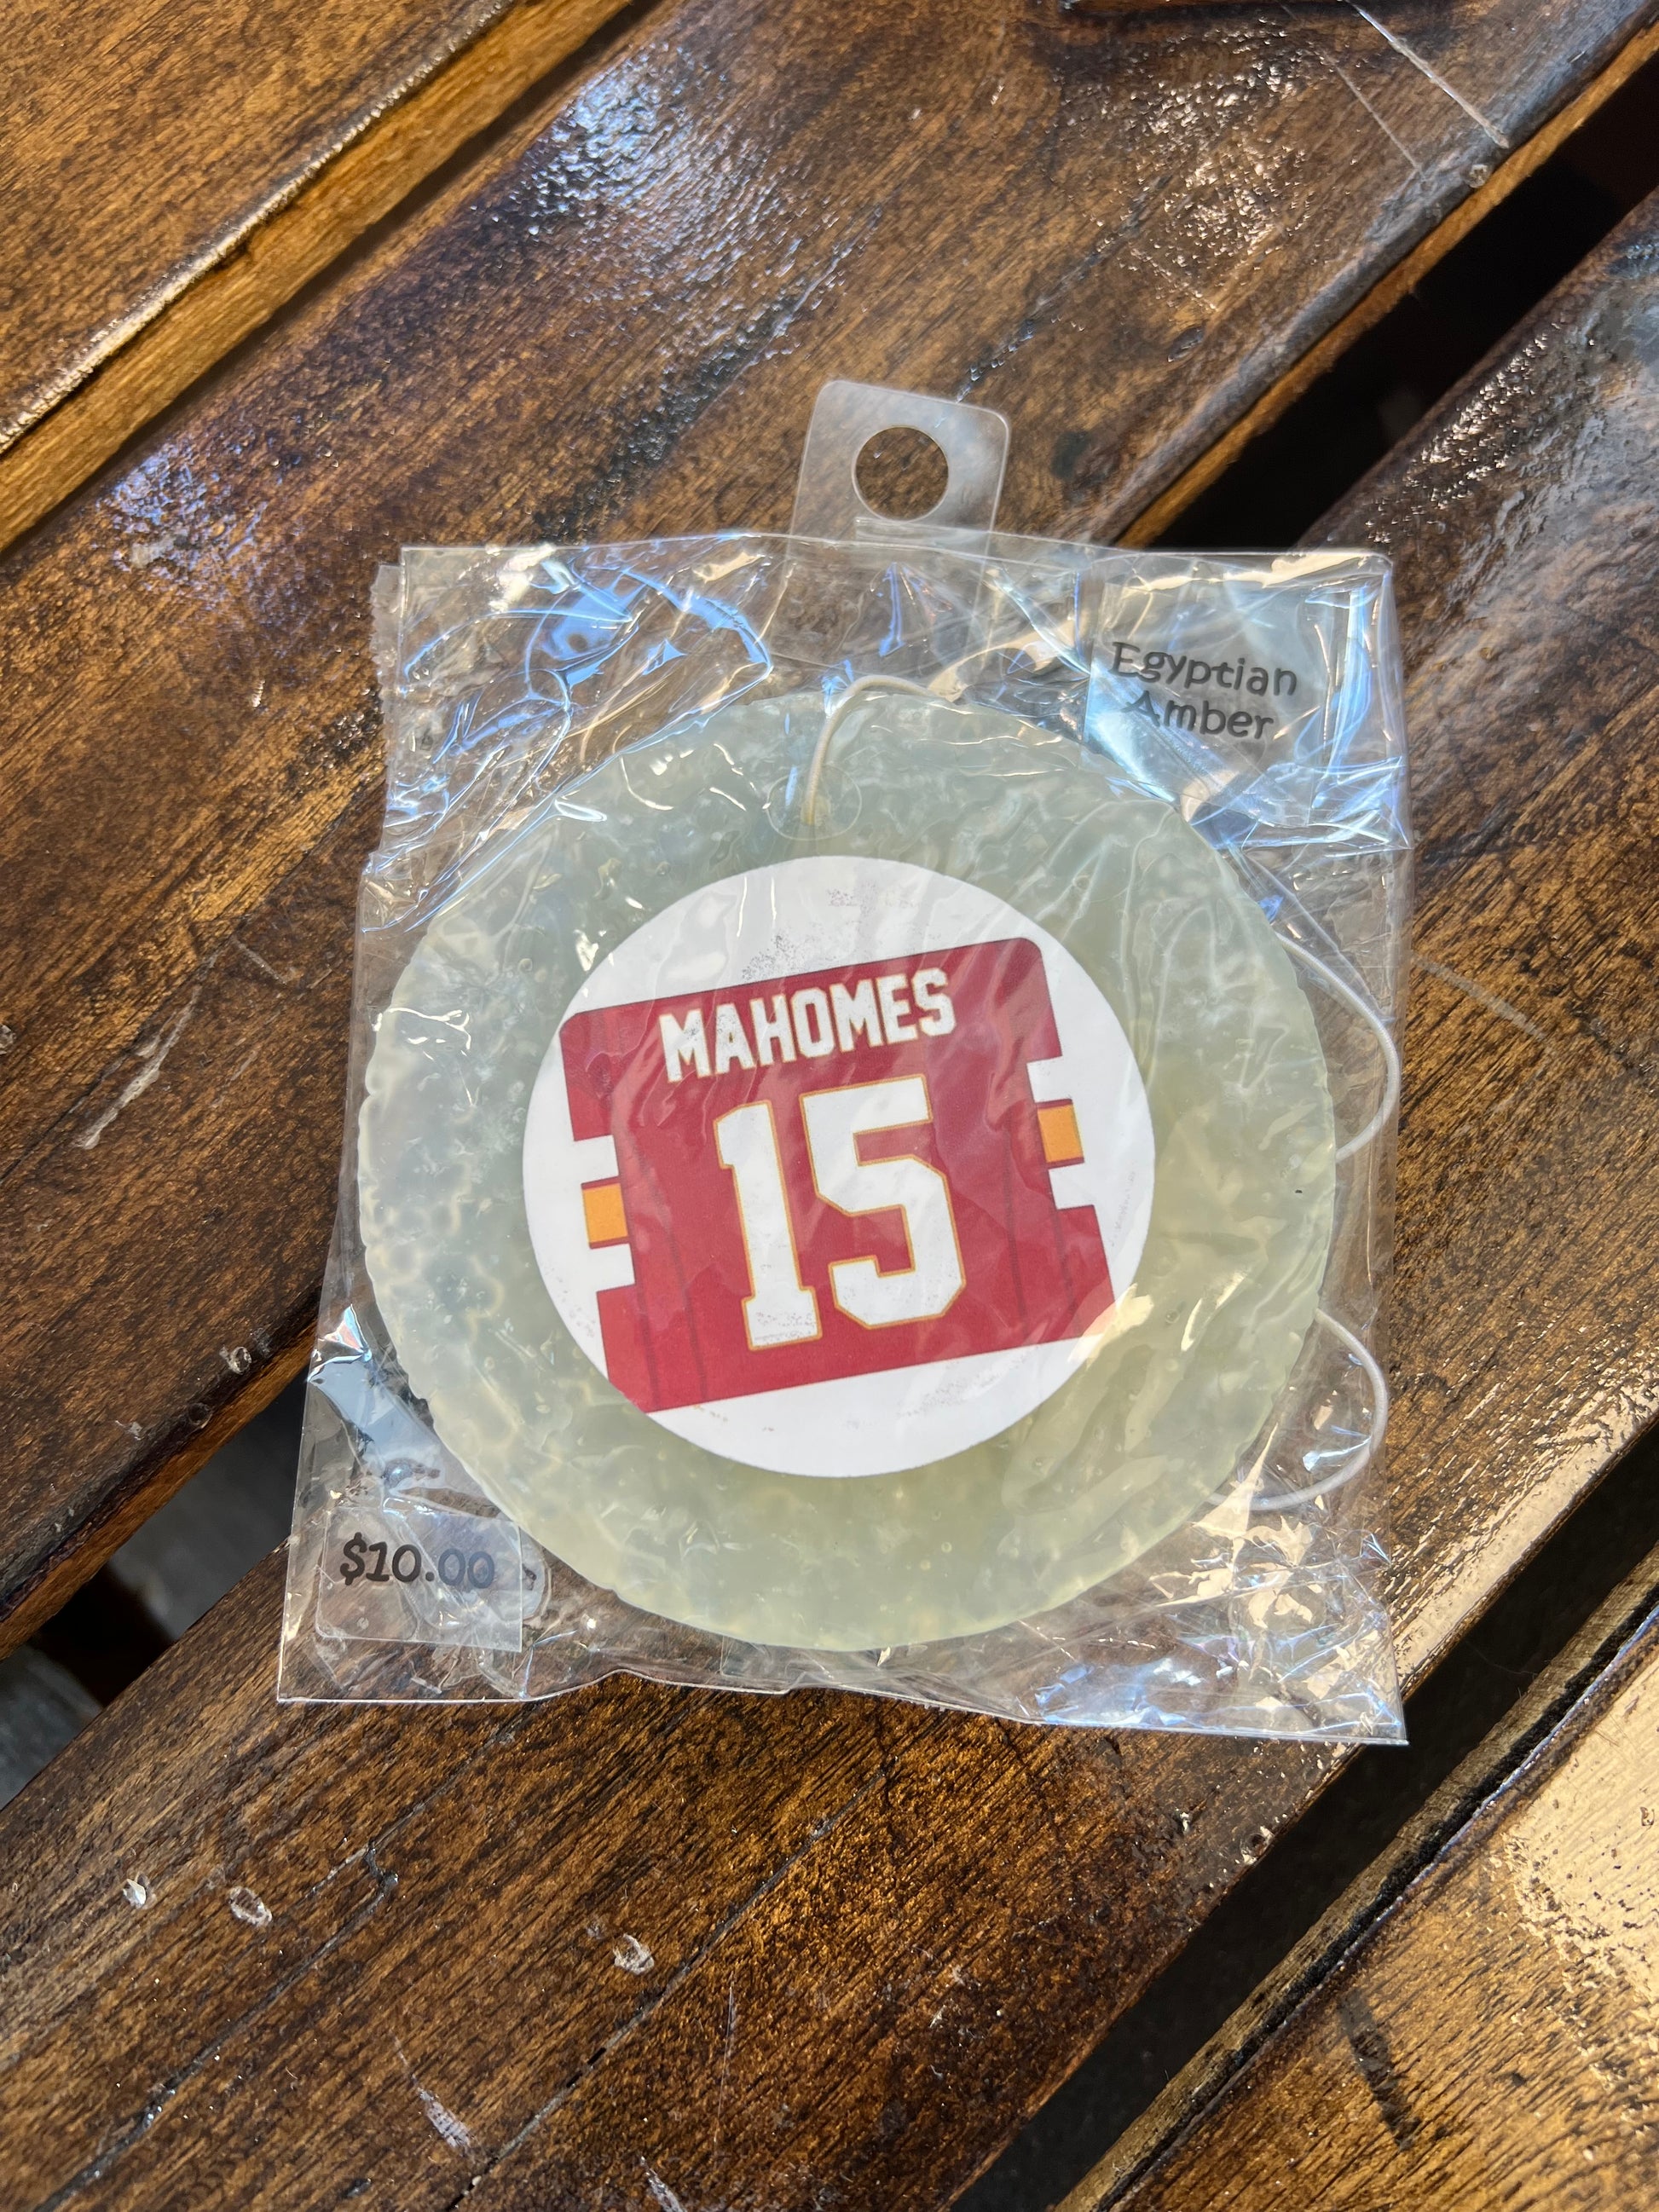 Egyptian
Amber
MAHOMES
15
$10.00